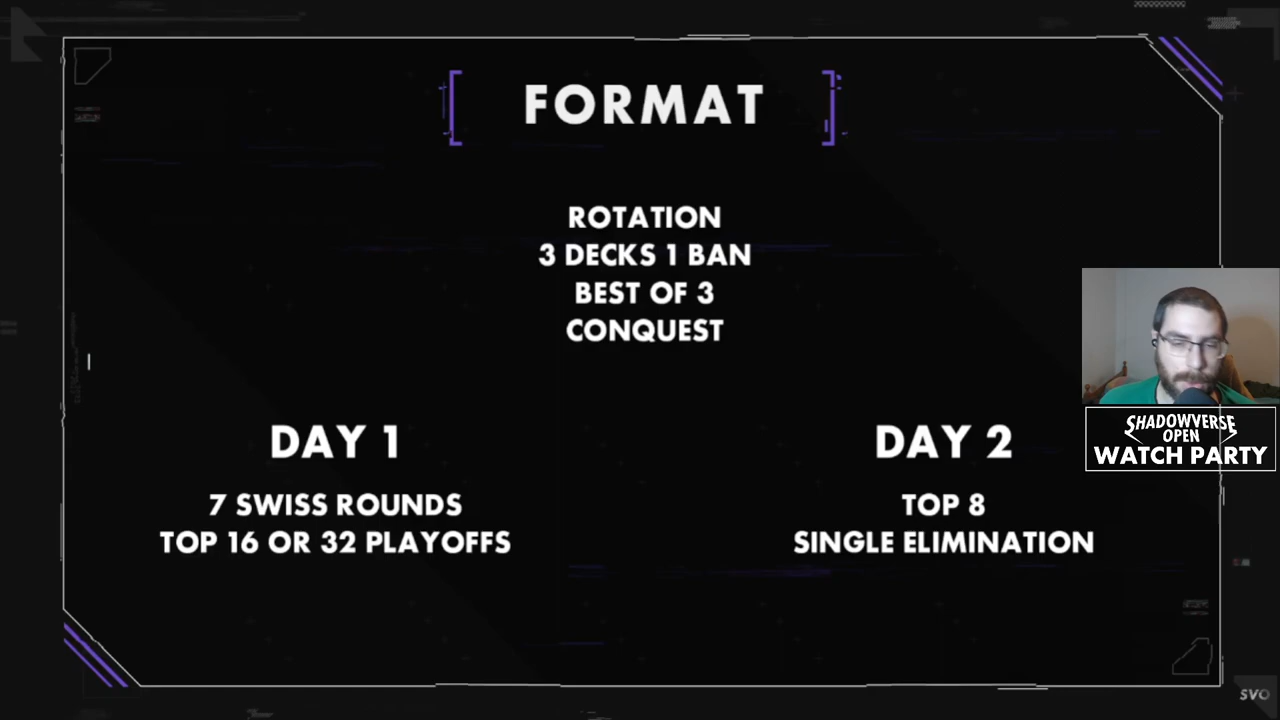 FORMAT
ROTATION
3 DECKS 1 BAN
BEST OF 3
CONQUEST
DAY 1
7 SWISS ROUNDS
TOP 16 OR 32 PLAYOFFS
DAY 2
TOP 8
SINGLE ELIMINATION
SHADOWVERSE
OPEN
WATCH PARTY
SVO